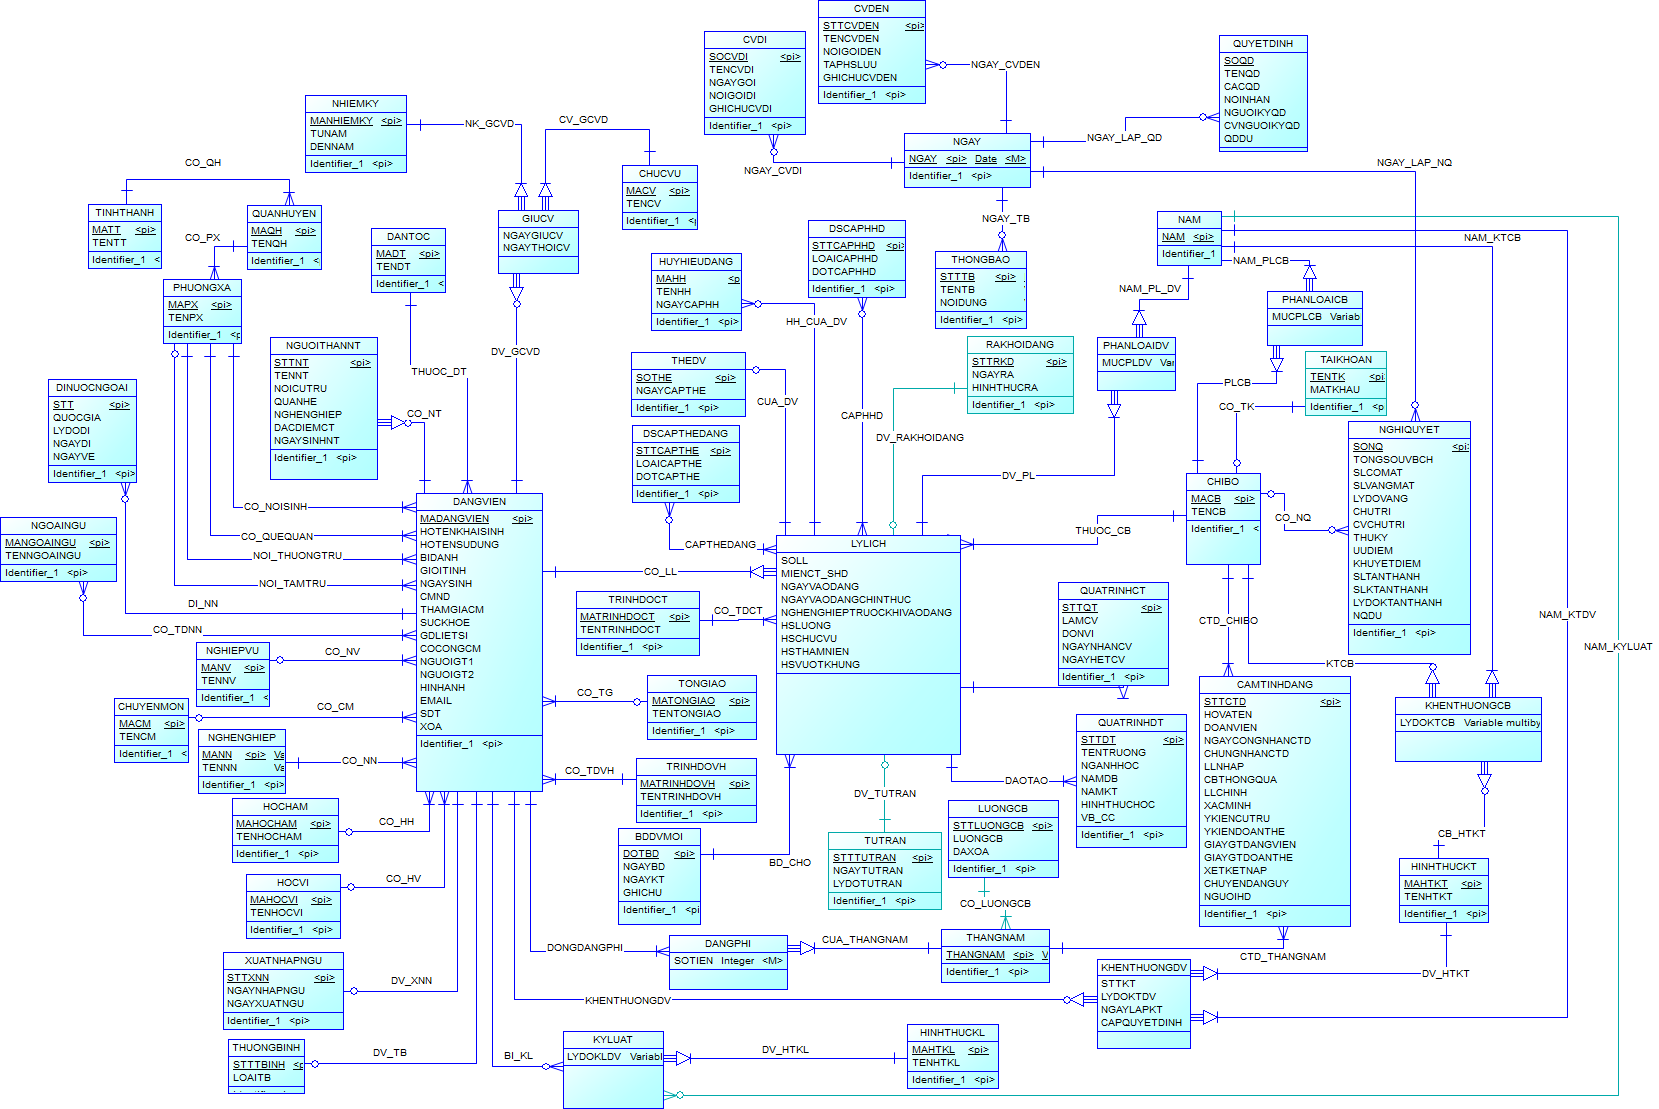 CVDEN
STTCVDEN <pi>
TENCVDEN
NOIGOIDEN
TAPHSLUU
GHICHUCVDEN
Identifier_1 <pi>
CVDI
SOCVDI <pi>
TENCVDI
NGAYGOI
NOIGOIDI
GHICHUCVDI
Identifier_1 <pi>
QUYETDINH
SOQD
TENQD
CACQD
NOINHAN
NGUOIKYQD
CVNGUOIKYQD
QDDU
NGAY_CVDEN
NGAY_LAP_QD
NGAY_LAP_NQ
NGAY_CVDI
NGAY
NGAY <pi> Date <M>
Identifier_1 <pi>
NGAY_TB
NHIEMKY
MANHIEMKY <pi>
TUNAM
DENNAM
Identifier_1 <pi>
NK_GCVD
CV_GCVD
CHUCVU
MACV <pi>
TENCV
Identifier_1 <p
GIUCV
NGAYGIUCV
NGAYTHOICV
CO_QH
TINHTHANH
MATT <pi>
TENTT
Identifier_1 <
QUANHUYEN
MAQH <pi>
TENQH
Identifier_1 <pi>
CO_PX
PHUONGXA
MAPX <pi>
TENPX
Identifier_1 <p
DANTOC
MADT <pi>
TENDT
Identifier_1 <
HUYHIEUDANG
MAHH <p
TENHH
NGAYCAPHH
Identifier_1 <pi>
DSCAPHHD
STTCAPHHD <pi>
LOAICAPHHD
DOTCAPHHD
Identifier_1 <pi>
THONGBAO
STTTB <pi>
TENTB
NOIDUNG
Identifier_1 <pi>
NAM
NAM <pi>
Identifier_1
NAM_KTCB
NAM_PLCB
NAM_PL_DV
PHANLOAICB
MUCPLCB Variab
PHANLOAIDV
MUCPLDV Va
HH_CUA_DV
DV_GCVD
THUOC_DT
NGUOITHANNT
STTNT <pi>
TENNT
NOICUTRU
QUANHE
NGHENGHIEP
DACDIEMCT
NGAYSINHNT
Identifier_1 <pi>
CO_NT
THEDV
SOTHE <pi>
NGAYCAPTHE
Identifier_1 <pi>
CUA_DV
RAKHOIDANG
STTRKD <pi>
NGAYRA
HINHTHUCRA
Identifier_1 <pi>
TAIKHOAN
TENTK <pi
MATKHAU
Identifier_1 <p
PLCB
CO_TK
CAPHHD
DV_RAKHOIDANG
DV_PL
DINUOCNGOAI
STT <pi>
QUOCGIA
LYDODI
NGAYDI
NGAYVE
Identifier_1 <pi>
DSCAPTHEDANG
STTCAPTHE <pi>
LOAICAPTHE
DOTCAPTHE
Identifier_1 <pi>
CAPTHEDANG
NGHIQUYET
SONQ <pi
TONGSOUVBCH
SLCOMAT
SLVANGMAT
LYDOVANG
CHUTRI
CVCHUTRI
THUKY
UUDIEM
KHUYETDIEM
SLTANTHANH
SLKTANTHANH
LYDOKTANTHANH
NQDU
Identifier_1 <pi>
CHIBO
MACB <pi>
TENCB
Identifier_1 <
CO_NQ
THUOC_CB
NGOAINGU
MANGOAINGU <pi>
TENNGOAINGU
Identifier_1 <pi>
CO_NOISINH
CO_QUEQUAN
NOI_THUONGTRU
NOI_TAMTRU
DI_NN
CO_TDNN
DANGVIEN
MADANGVIEN <pi>
HOTENKHAISINH
HOTENSUDUNG
BIDANH
GIOITINH
NGAYSINH
CMND
THAMGIACM
SUCKHOE
GDLIETSI
COCONGCM
NGUOIGT1
NGUOIGT2
HINHANH
EMAIL
SDT
XOA
Identifier_1 <pi>
LYLICH
SOLL
MIENCT_SHD
NGAYVAODANG
NGAYVAODANGCHINHTHUC
NGHENGHIEPTRUOCKHIVAODANG
HSLUONG
HSCHUCVU
HSTHAMNIEN
HSVUOTKHUNG
CO_LL
TRINHDOCT
MATRINHDOCT <pi>
TENTRINHDOCT
Identifier_1 <pi>
CO_TDCT
QUATRINHCT
STTQT <pi>
LAMCV
DONVI
NGAYNHANCV
NGAYHETCV
Identifier_1 <pi>
CTD_CHIBO
NAM_KTDV
NAM_KYLUAT
KTCB
NGHIEPVU
MANV <pi>
TENNV
Identifier_1 <
CO_NV
CHUYENMON
MACM <pi>
TENCM
Identifier_1 <
CO_CM
NGHENGHIEP
MANN <pi> Va
TENNN Va
Identifier_1 <pi>
CO_NN
TONGIAO
MATONGIAO <pi>
TENTONGIAO
Identifier_1 <pi>
CO_TG
TRINHDOVH
MATRINHDOVH <pi>
TENTRINHDOVH
Identifier_1 <pi>
CO_TDVH
QUATRINHDT
STTDT <pi>
TENTRUONG
NGANHHOC
NAMDB
NAMKT
HINHTHUCHOC
VB_CC
Identifier_1 <pi>
DAOTAO
CAMTINHDANG
STTCTD <pi>
HOVATEN
DOANVIEN
NGAYCONGNHANCTD
CHUNGNHANCTD
LLNHAP
CBTHONGQUA
LLCHINH
XACMINH
YKIENCUTRU
YKIENDOANTHE
GIAYGTDANGVIEN
GIAYGTDOANTHE
XETKETNAP
CHUYENDANGUY
NGUOIHD
Identifier_1 <pi>
KHENTHUONGCB
LYDOKTCB Variable multiby
CB_HTKT
HINHTHUCKT
MAHTKT <pi>
TENHTKT
Identifier_1 <pi>
DV_HTKT
HOCHAM
MAHOCHAM <pi>
TENHOCHAM
Identifier_1 <pi>
CO_HH
HOCVI
MAHOCVI <pi>
TENHOCVI
Identifier_1 <pi>
CO_HV
BDDVMOI
DOTBD <pi>
NGAYBD
NGAYKT
GHICHU
Identifier_1 <pi
BD_CHO
DV_TUTRAN
TUTRAN
STTTUTRAN <pi>
NGAYTUTRAN
LYDOTUTRAN
Identifier_1 <pi>
LUONGCB
STTLUONGCB <pi>
LUONGCB
DAXOA
Identifier_1 <pi>
CO_LUONGCB
XUATNHAPNGU
STTXNN <pi>
NGAYNHAPNGU
NGAYXUATNGU
Identifier_1 <pi>
DV_XNN
DONGDANGPHI
DANGPHI
SOTIEN Integer <M>
CUA_THANGNAM
THANGNAM
THANGNAM <pi> V
Identifier_1 <pi>
CTD_THANGNAM
KHENTHUONGDV
STTKT
LYDOKTDV
NGAYLAPKT
CAPQUYETDINH
KHENTHUONGDV
THUONGBINH
STTTBINH <p
LOAITB
DV_TB
BI_KL
KYLUAT
LYDOKLDV Variabl
DV_HTKL
HINHTHUCKL
MAHTKL <pi>
TENHTKL
Identifier_1 <pi>